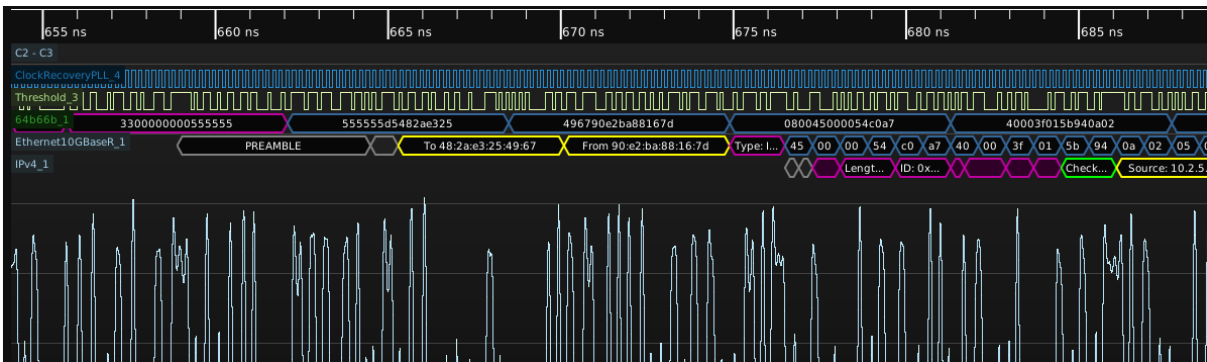 655 ns 660 ns 665 ns 670 ns 675 ns 680 ns 685 ns
C2 - C3
ClockRecoveryPLL_4
Threshold_3
64b66b_1 3300000000555555 555555d5482ae325 496790e2ba88167d 080045000054c0a7 40003f015b940a02
Ethernet10GBaseR_1 PREAMBLE To 48:2a:e3:25:49:67 From 90:e2:ba:88:16:7d Type: I... 45 00 00 54 c0 a7 40 00 3f 01 5b 94 0a 02 05
IPv4_1 Lengt... ID: 0x... Check... Source: 10.2.5.